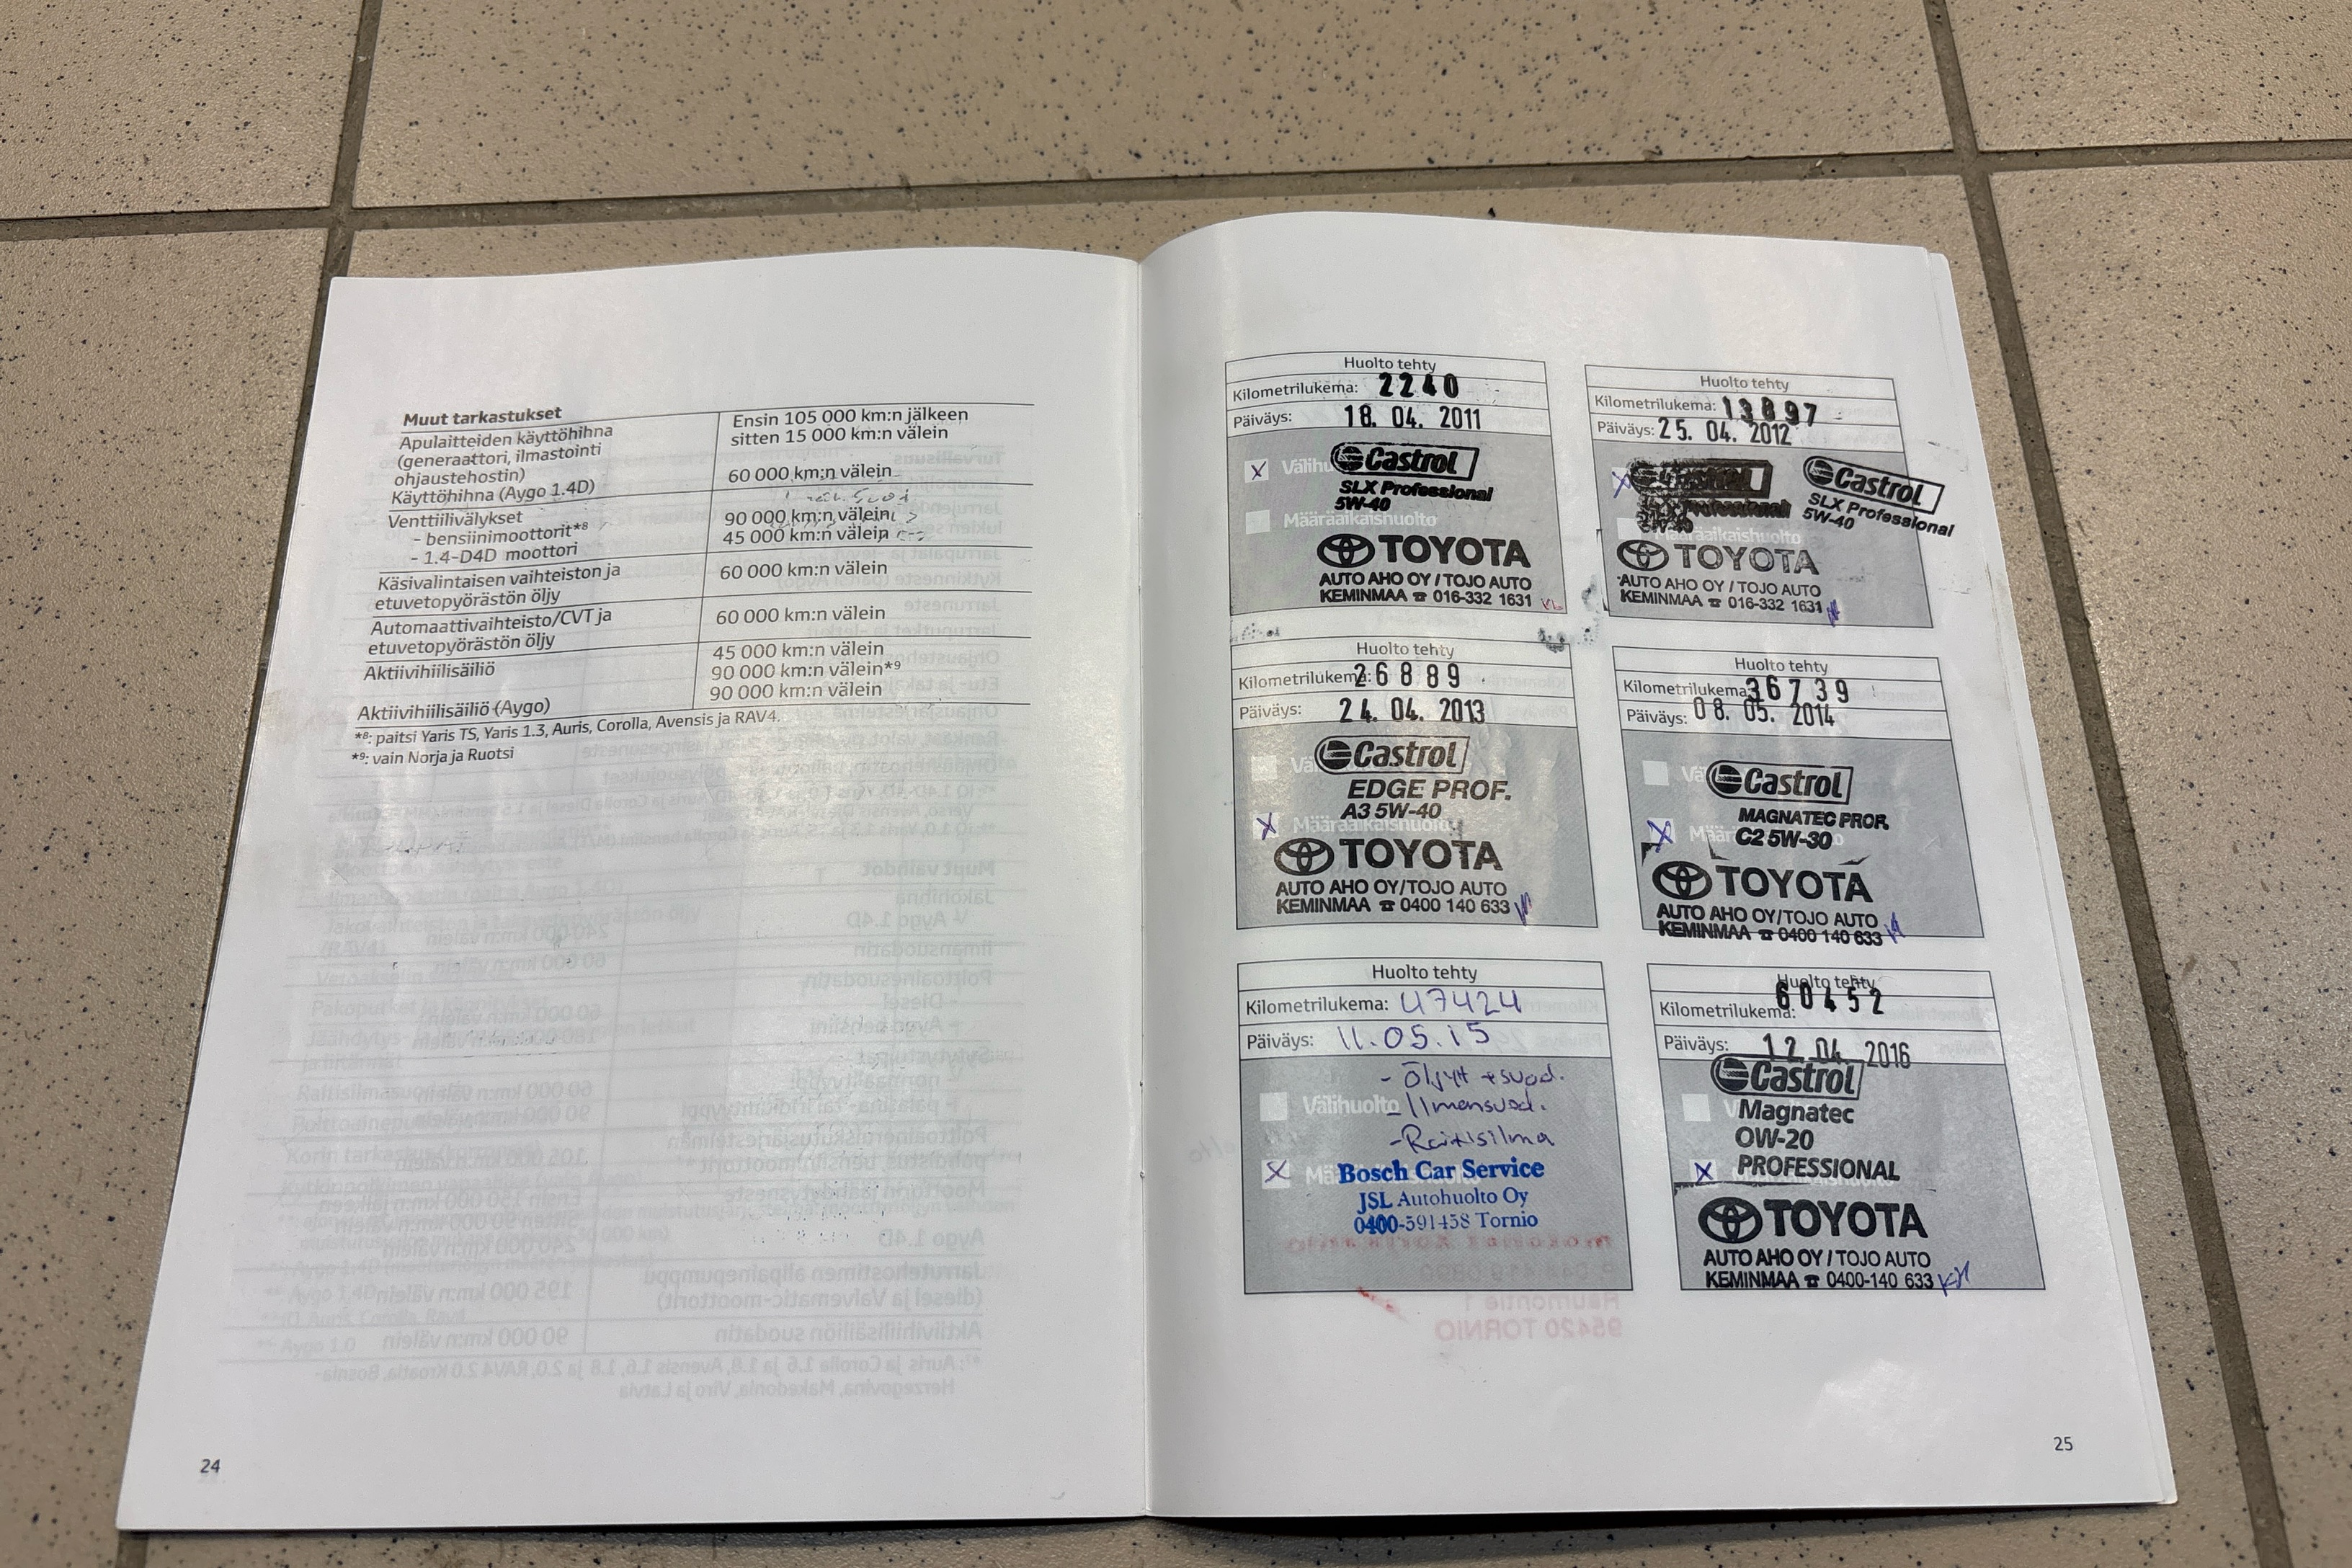 Muut tarkastukset
Apulaitteiden käyttöhihna
(generaattori, ilmastointi
ohjaustehostin)
Ensin 105 000 km:n jälkeen
sitten 15 000 km:n välein
Käyttöhihna (Aygo 1.4D)
60 000 km:n välein
Venttiilivälykset
- bensiinimoottorit*8
90 000 km:n välein
- 1.4-D4D moottori
45 000 km:n välein
Käsivalintaisen vaihteiston ja
etuvetopyörästön öljy
60 000 km:n välein
Automaattivaihteisto/CVT ja
etuvetopyörästön öljy
60 000 km:n välein
Aktiivihiilisäiliö
45 000 km:n välein
90 000 km:n välein*9
Aktiivihiilisäiliö (Aygo)
90 000 km:n välein
*8: paitsi Yaris TS, Yaris 1.3, Auris, Corolla, Avensis ja RAV4.
*9: vain Norja ja Ruotsi
24
Huolto tehty
Kilometrilukema: 2240
Päiväys: 18. 04. 2011
Castrol
SLX Professional
5W-40
Määräaikaishuolto
TOYOTA
AUTO AHO OY / TOJO AUTO
KEMINMAA ☎ 016-332 1631
Huolto tehty
Kilometrilukema: 13897
Päiväys: 25. 04. 2012
Castrol
SLX Professional
5W-40
Määräaikaishuolto
TOYOTA
AUTO AHO OY / TOJO AUTO
KEMINMAA ☎ 016-332 1631
Huolto tehty
Kilometrilukema: 26889
Päiväys: 24. 04. 2013
Castrol
EDGE PROF.
A3 5W-40
Määräaikaishuolto
TOYOTA
AUTO AHO OY/TOJO AUTO
KEMINMAA ☎ 0400 140 633
Huolto tehty
Kilometrilukema: 36739
Päiväys: 08. 05. 2014
Castrol
MAGNATEC PROF.
C2 5W-30
TOYOTA
AUTO AHO OY/TOJO AUTO
KEMINMAA ☎ 0400 140 633
Huolto tehty
Kilometrilukema: 47424
Päiväys: 11.05.15
- Öljyt + suod.
Välihuolto
- Ilmansuod.
- Raitisilma
Bosch Car Service
JSL Autohuolto Oy
0400-591458 Tornio
Huolto tehty
Kilometrilukema: 60452
Päiväys: 12 04. 2016
Castrol
Magnatec
0W-20
PROFESSIONAL
TOYOTA
AUTO AHO OY / TOJO AUTO
KEMINMAA ☎ 0400-140 633
25